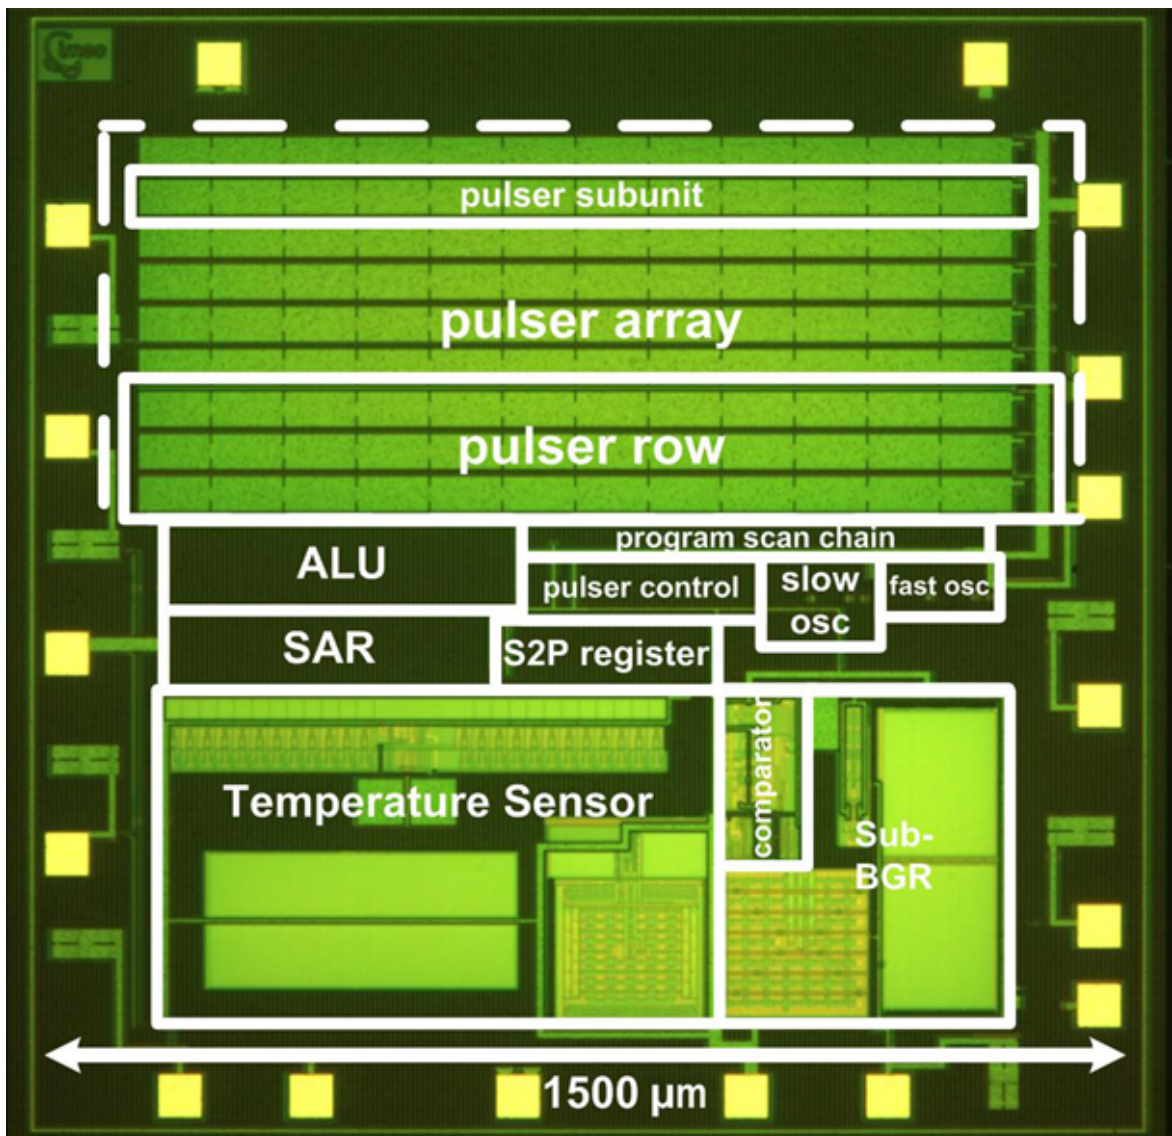 imec
pulser subunit
pulser array
pulser row
program scan chain
ALU
pulser control
slow
osc
fast osc
SAR
S2P register
Temperature Sensor
comparator
Sub-
BGR
1500 μm